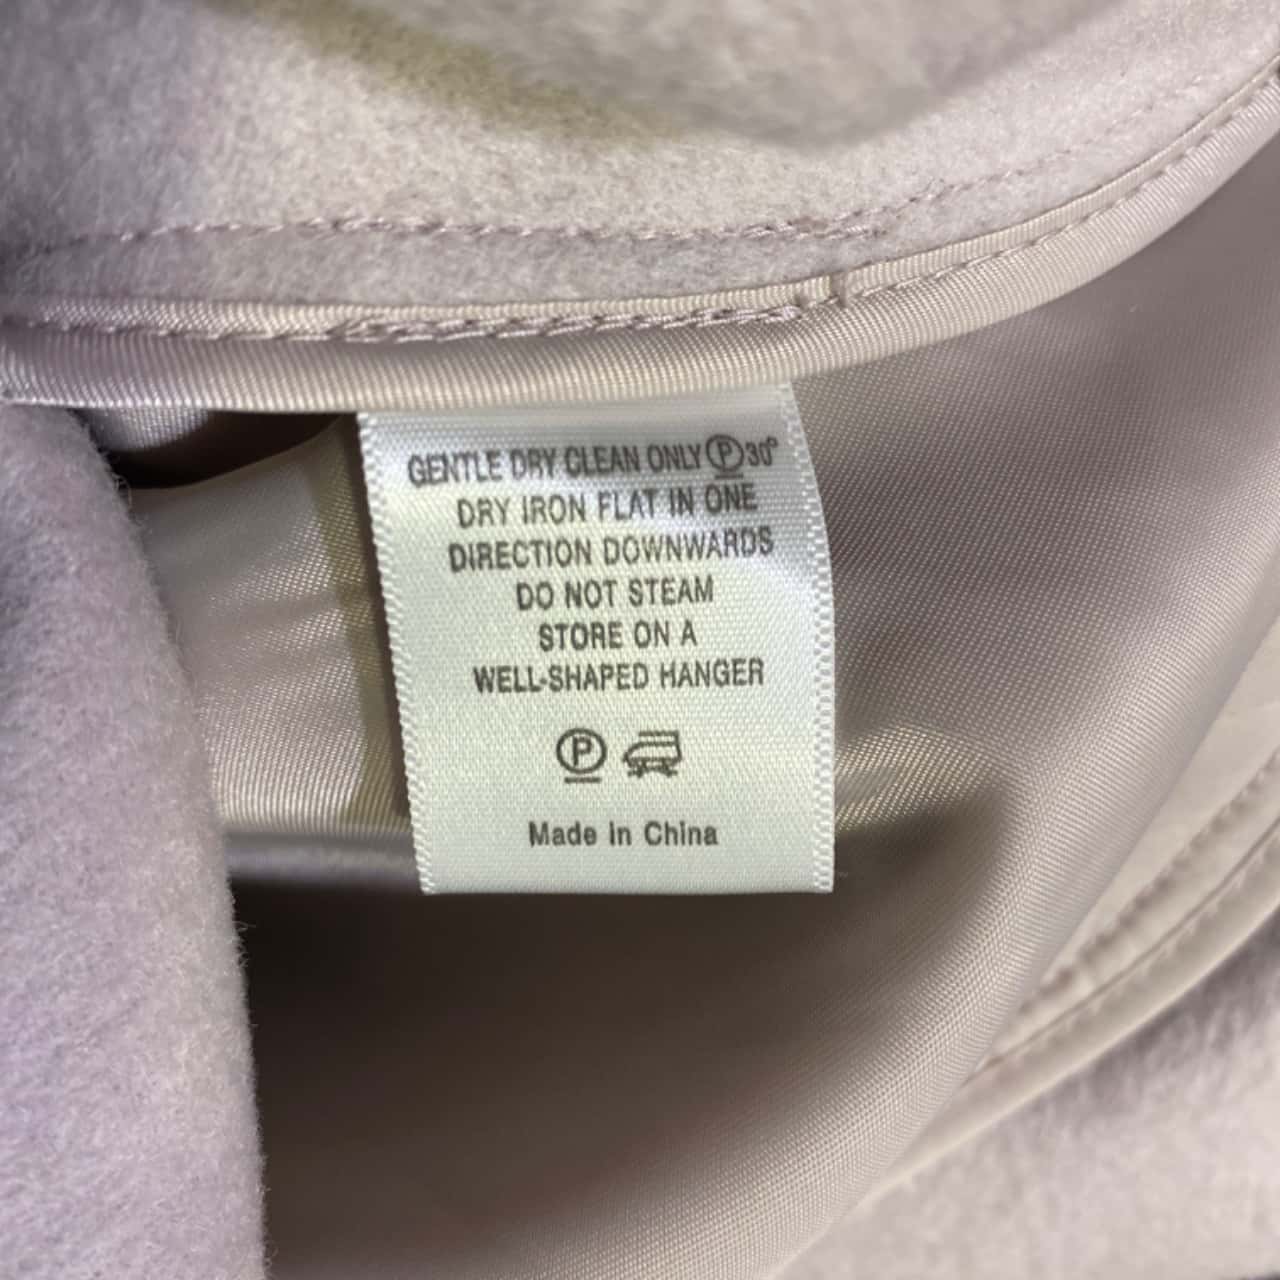 GENTLE DRY CLEAN ONLY Ⓟ 30°
DRY IRON FLAT IN ONE
DIRECTION DOWNWARDS
DO NOT STEAM
STORE ON A
WELL-SHAPED HANGER
Ⓟ
Made in China